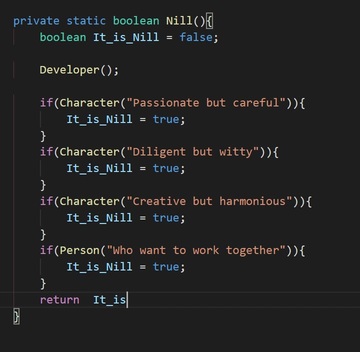 private static boolean Nill(){
boolean It_is_Nill = false;
Developer();
if(Character("Passionate but careful")){
It_is_Nill = true;
}
if(Character("Diligent but witty")){
It_is_Nill = true;
}
if(Character("Creative but harmonious")){
It_is_Nill = true;
}
if(Person("Who want to work together")){
It_is_Nill = true;
}
return  It_is
}